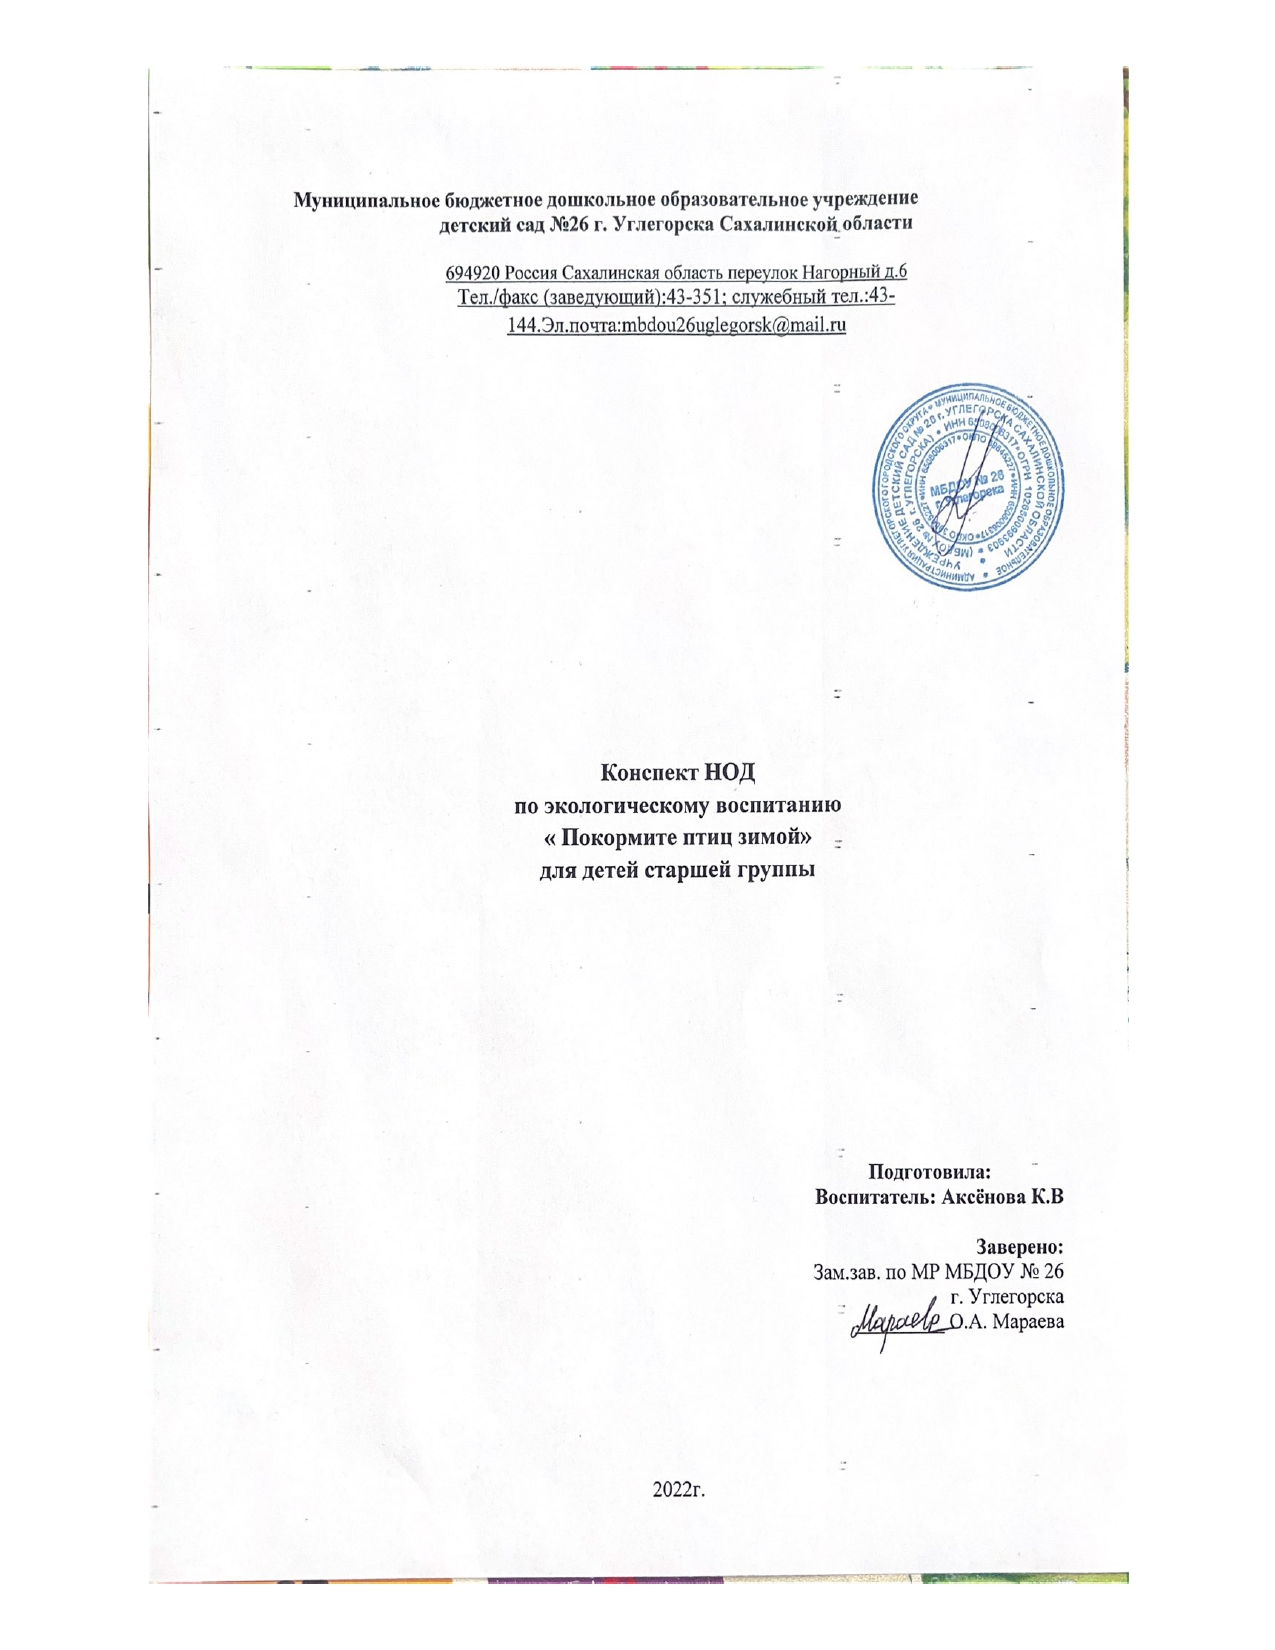 Муниципальное бюджетное дошкольное образовательное учреждение
детский сад №26 г. Углегорска Сахалинской области
694920 Россия Сахалинская область переулок Нагорный д.6
Тел./факс (заведующий):43-351; служебный тел.:43-
144.Эл.почта:mbdou26uglegorsk@mail.ru
МБДОУ № 26
г. Углегорска
Конспект НОД
по экологическому воспитанию
« Покормите птиц зимой»
для детей старшей группы
Подготовила:
Воспитатель: Аксёнова К.В
Заверено:
Зам.зав. по МР МБДОУ № 26
г. Углегорска
Мараева О.А. Мараева
2022г.